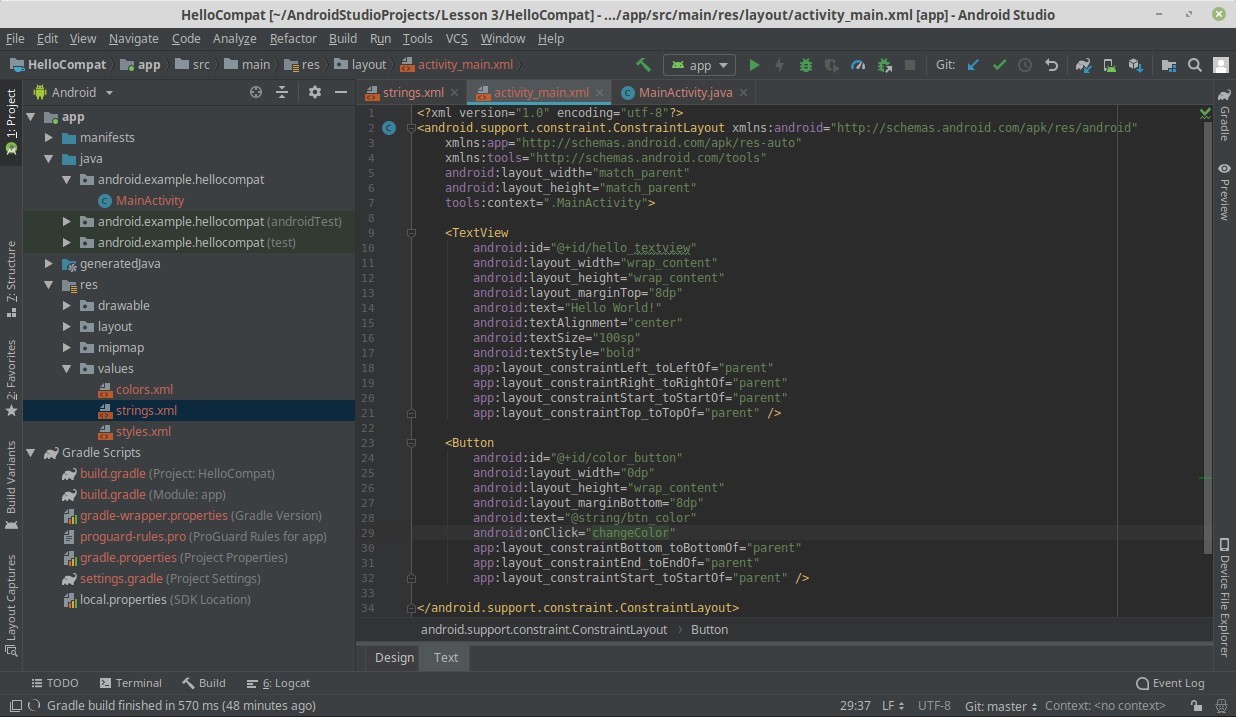 HelloCompat [~/AndroidStudioProjects/Lesson 3/HelloCompat] - .../app/src/main/res/layout/activity_main.xml [app] - Android Studio
File Edit View Navigate Code Analyze Refactor Build Run Tools VCS Window Help
HelloCompat app src main res layout activity_main.xml app Git:
1: Project
Z: Structure
2: Favorites
Build Variants
Layout Captures
Android
app
manifests
java
android.example.hellocompat
MainActivity
android.example.hellocompat (androidTest)
android.example.hellocompat (test)
generatedJava
res
drawable
layout
mipmap
values
colors.xml
strings.xml
styles.xml
Gradle Scripts
build.gradle (Project: HelloCompat)
build.gradle (Module: app)
gradle-wrapper.properties (Gradle Version)
proguard-rules.pro (ProGuard Rules for app)
gradle.properties (Project Properties)
settings.gradle (Project Settings)
local.properties (SDK Location)
strings.xml activity_main.xml MainActivity.java
1 <?xml version="1.0" encoding="utf-8"?>
2 <android.support.constraint.ConstraintLayout xmlns:android="http://schemas.android.com/apk/res/android"
3 xmlns:app="http://schemas.android.com/apk/res-auto"
4 xmlns:tools="http://schemas.android.com/tools"
5 android:layout_width="match_parent"
6 android:layout_height="match_parent"
7 tools:context=".MainActivity">
8
9 <TextView
10 android:id="@+id/hello_textview"
11 android:layout_width="wrap_content"
12 android:layout_height="wrap_content"
13 android:layout_marginTop="8dp"
14 android:text="Hello World!"
15 android:textAlignment="center"
16 android:textSize="100sp"
17 android:textStyle="bold"
18 app:layout_constraintLeft_toLeftOf="parent"
19 app:layout_constraintRight_toRightOf="parent"
20 app:layout_constraintStart_toStartOf="parent"
21 app:layout_constraintTop_toTopOf="parent" />
22
23 <Button
24 android:id="@+id/color_button"
25 android:layout_width="0dp"
26 android:layout_height="wrap_content"
27 android:layout_marginBottom="8dp"
28 android:text="@string/btn_color"
29 android:onClick="changeColor"
30 app:layout_constraintBottom_toBottomOf="parent"
31 app:layout_constraintEnd_toEndOf="parent"
32 app:layout_constraintStart_toStartOf="parent" />
33
34 </android.support.constraint.ConstraintLayout>
android.support.constraint.ConstraintLayout › Button
Design Text
Gradle
Preview
Device File Explorer
TODO Terminal Build 6: Logcat Event Log
Gradle build finished in 570 ms (48 minutes ago) 29:37 LF UTF-8 Git: master Context: <no context>